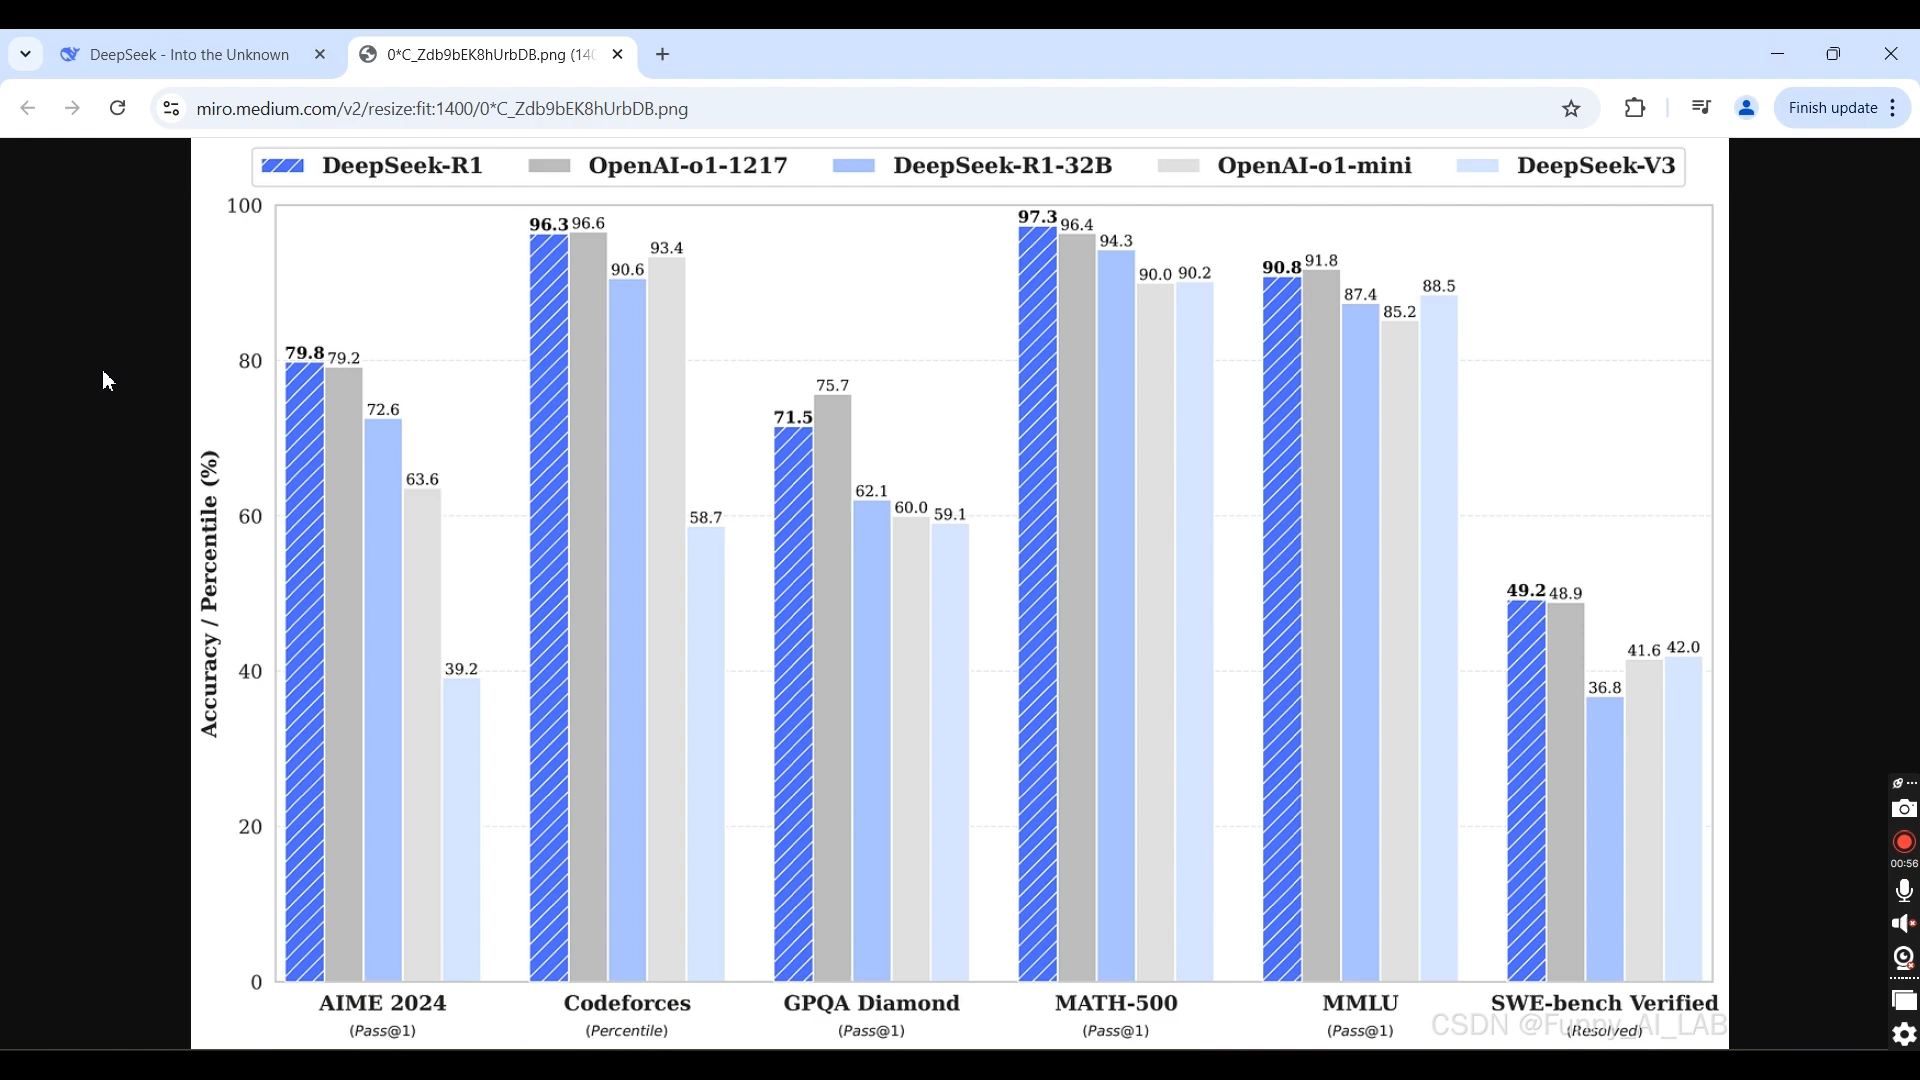 DeepSeek - Into the Unknown
0*C_Zdb9bEK8hUrbDB.png (140
miro.medium.com/v2/resize:fit:1400/0*C_Zdb9bEK8hUrbDB.png
Finish update
DeepSeek-R1 OpenAI-o1-1217 DeepSeek-R1-32B OpenAI-o1-mini DeepSeek-V3
Accuracy / Percentile (%)
100
80
60
40
20
0
79.8 79.2 72.6 63.6 39.2
96.3 96.6 90.6 93.4 58.7
71.5 75.7 62.1 60.0 59.1
97.3 96.4 94.3 90.0 90.2
90.8 91.8 87.4 85.2 88.5
49.2 48.9 36.8 41.6 42.0
AIME 2024
(Pass@1)
Codeforces
(Percentile)
GPQA Diamond
(Pass@1)
MATH-500
(Pass@1)
MMLU
(Pass@1)
SWE-bench Verified
(Resolved)
CSDN @Funny_AI_LAB
00:56